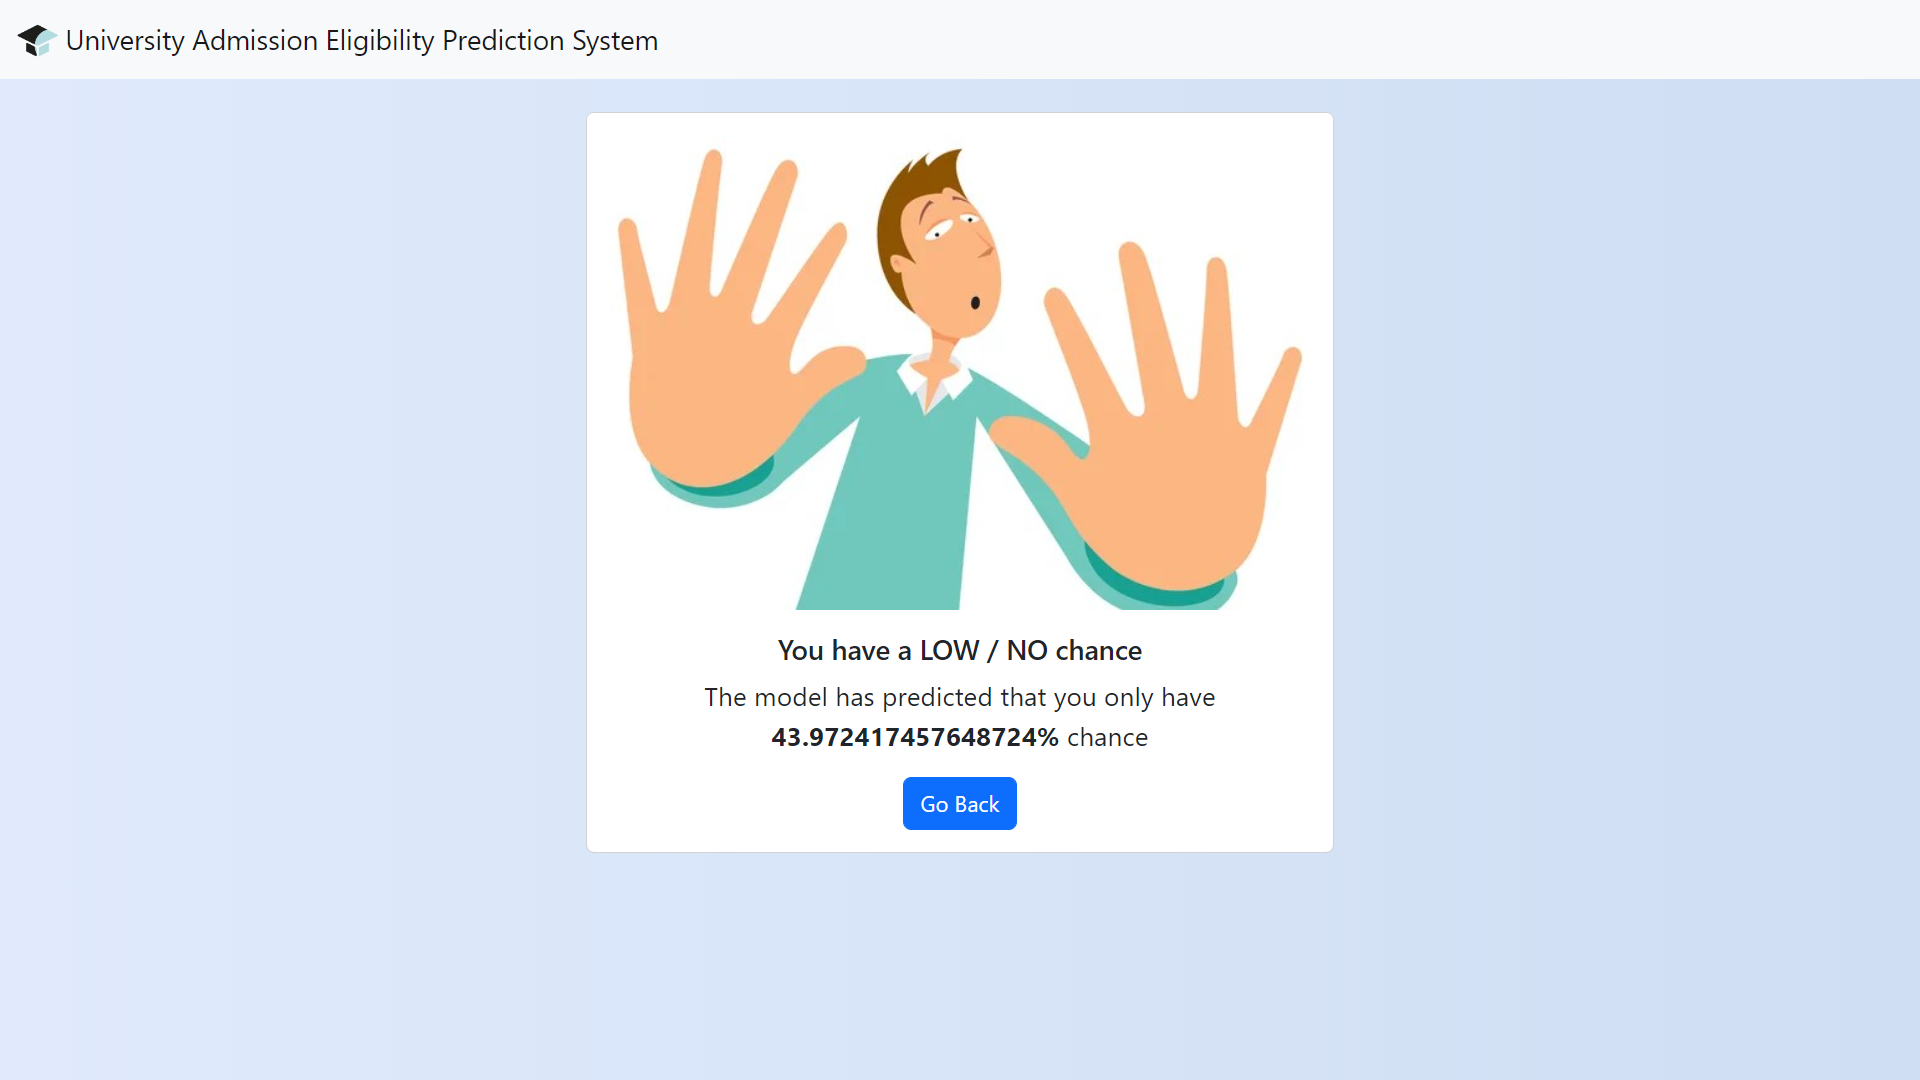 University Admission Eligibility Prediction System
You have a LOW / NO chance
The model has predicted that you only have
43.972417457648724% chance
Go Back